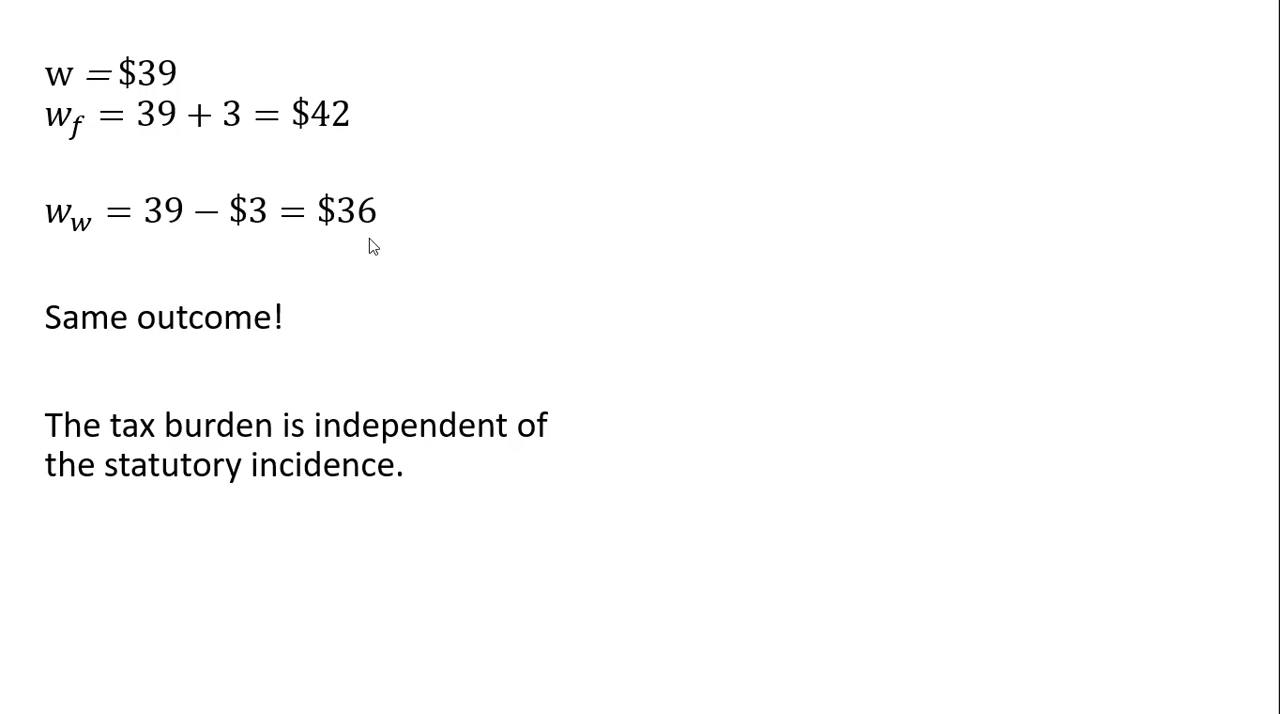 w = $39
w_f = 39 + 3 = $42
w_w = 39 − $3 = $36
Same outcome!
The tax burden is independent of
the statutory incidence.